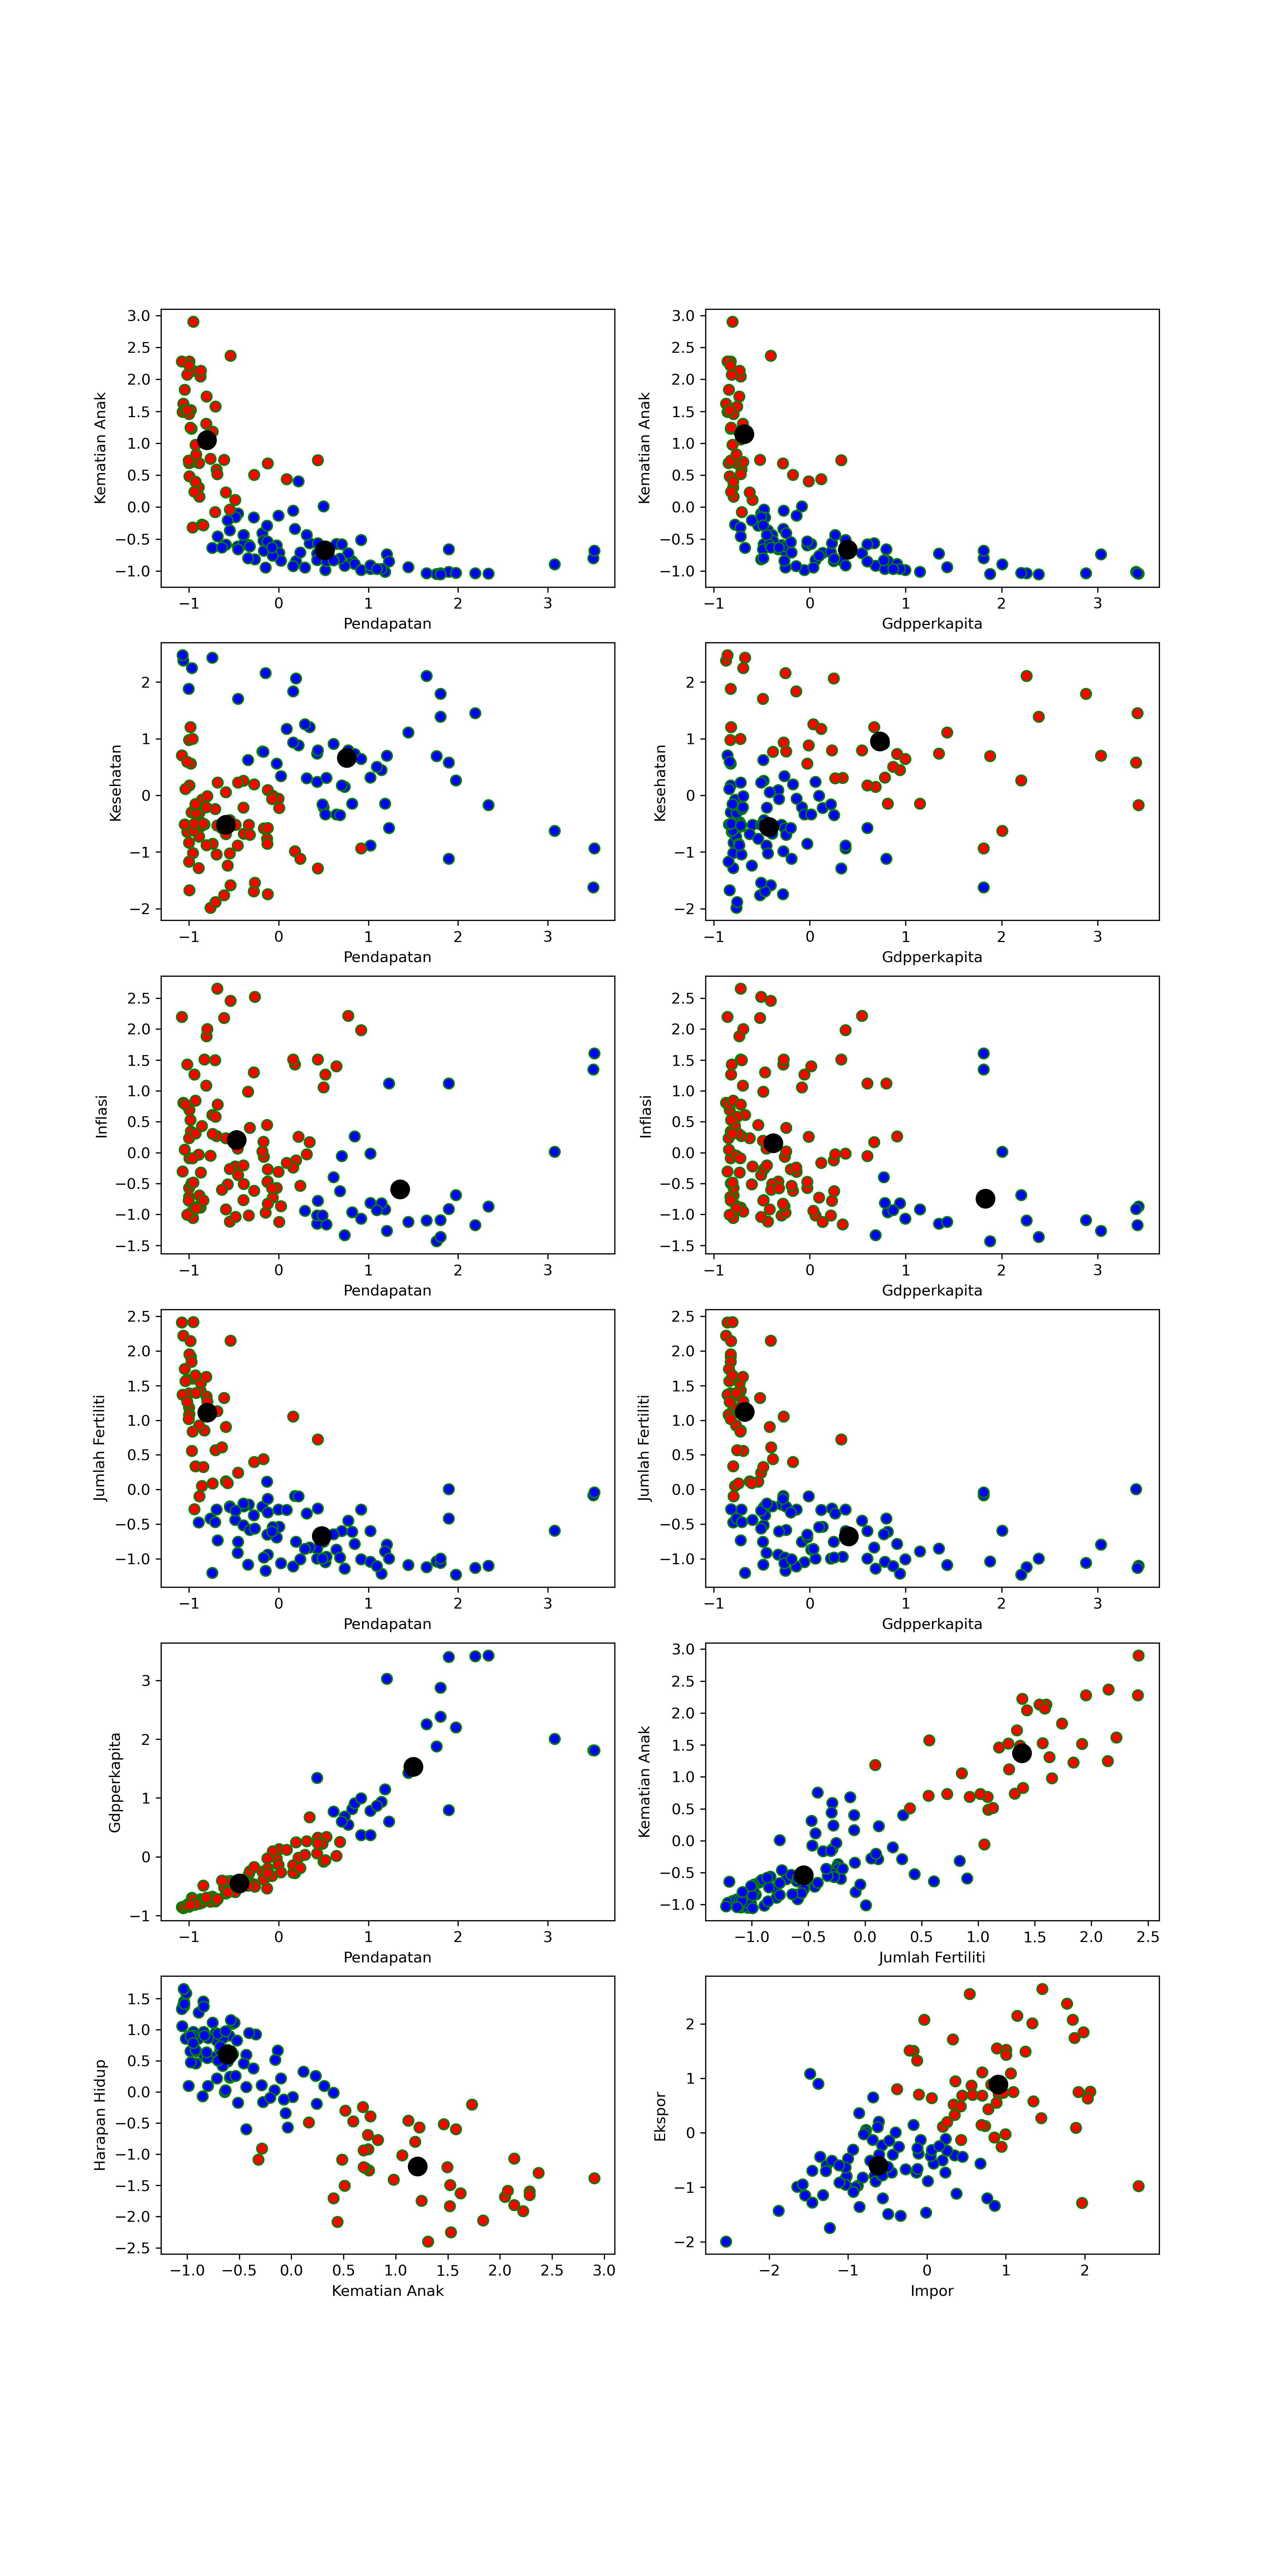 3.0
2.5
2.0
1.5
1.0
0.5
0.0
−0.5
−1.0
Kematian Anak
−1 0 1 2 3
Pendapatan
3.0
2.5
2.0
1.5
1.0
0.5
0.0
−0.5
−1.0
Kematian Anak
−1 0 1 2 3
Gdpperkapita
2
1
0
−1
−2
Kesehatan
−1 0 1 2 3
Pendapatan
2
1
0
−1
−2
Kesehatan
−1 0 1 2 3
Gdpperkapita
2.5
2.0
1.5
1.0
0.5
0.0
−0.5
−1.0
−1.5
Inflasi
−1 0 1 2 3
Pendapatan
2.5
2.0
1.5
1.0
0.5
0.0
−0.5
−1.0
−1.5
Inflasi
−1 0 1 2 3
Gdpperkapita
2.5
2.0
1.5
1.0
0.5
0.0
−0.5
−1.0
Jumlah Fertiliti
−1 0 1 2 3
Pendapatan
2.5
2.0
1.5
1.0
0.5
0.0
−0.5
−1.0
Jumlah Fertiliti
−1 0 1 2 3
Gdpperkapita
3
2
1
0
−1
Gdpperkapita
−1 0 1 2 3
Pendapatan
3.0
2.5
2.0
1.5
1.0
0.5
0.0
−0.5
−1.0
Kematian Anak
−1.0 −0.5 0.0 0.5 1.0 1.5 2.0 2.5
Jumlah Fertiliti
1.5
1.0
0.5
0.0
−0.5
−1.0
−1.5
−2.0
−2.5
Harapan Hidup
−1.0 −0.5 0.0 0.5 1.0 1.5 2.0 2.5 3.0
Kematian Anak
2
1
0
−1
−2
Ekspor
−2 −1 0 1 2
Impor